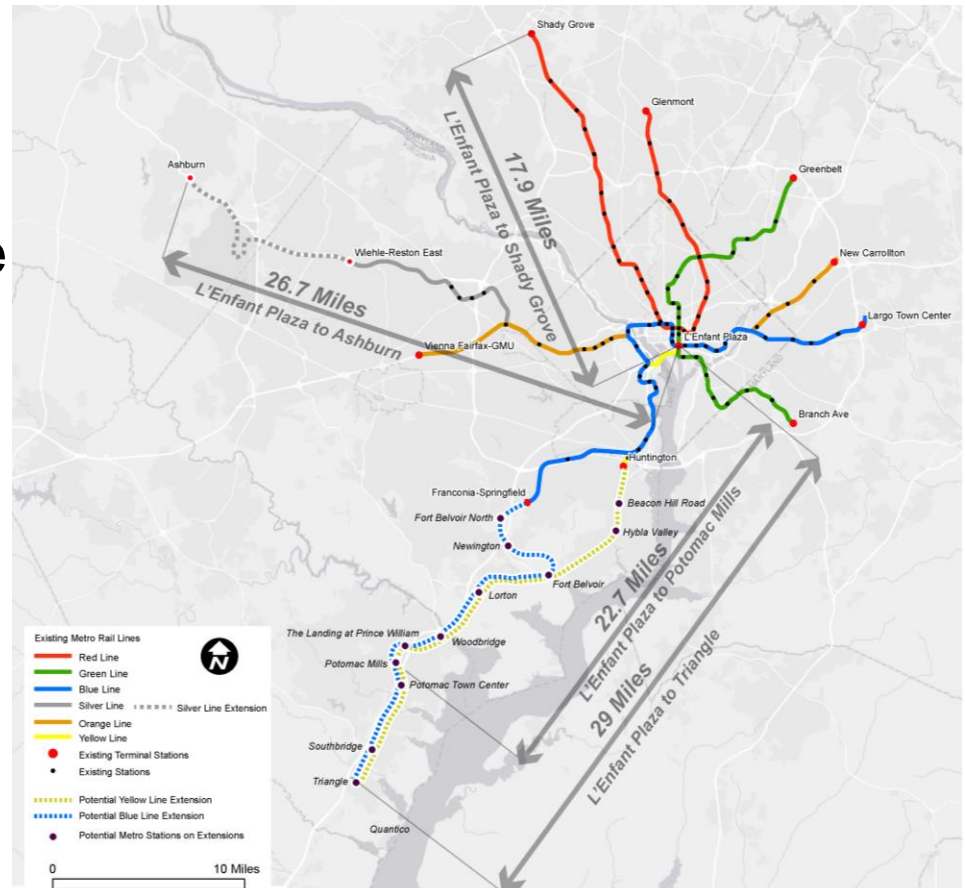 Shady Grove
Glenmont
Greenbelt
Ashburn
MARYLAND
VIRGINIA
17.9 Miles
L'Enfant Plaza to Shady Grove
Wiehle-Reston East
New Carrollton
e
26.7 Miles
L'Enfant Plaza to Ashburn
Largo Town Center
L'Enfant Plaza
Vienna Fairfax-GMU
MARYLAND
Branch Ave
Huntington
Franconia-Springfield
Beacon Hill Road
Fort Belvoir North
Hybla Valley
Newington
Fort Belvoir
Lorton
22.7 Miles
L'Enfant Plaza to Potomac Mills
29 Miles
L'Enfant Plaza to Triangle
The Landing at Prince William
Woodbridge
Potomac Mills
Potomac Town Center
Southbridge
Triangle
Quantico
Existing Metro Rail Lines
N
Red Line
Green Line
Blue Line
Silver Line
Silver Line Extension
Orange Line
Yellow Line
Existing Terminal Stations
Existing Stations
Potential Yellow Line Extension
Potential Blue Line Extension
Potential Metro Stations on Extensions
0 10 Miles